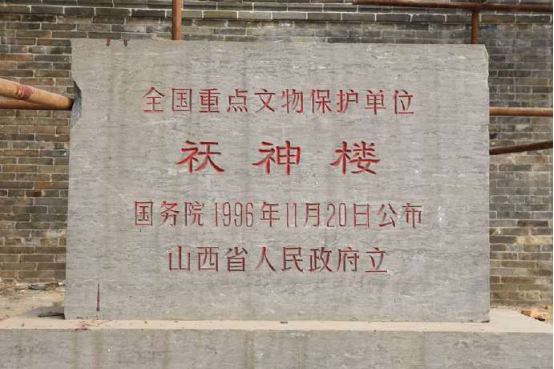 全国重点文物保护单位
祆神楼
国务院1996年11月20日公布
山西省人民政府立